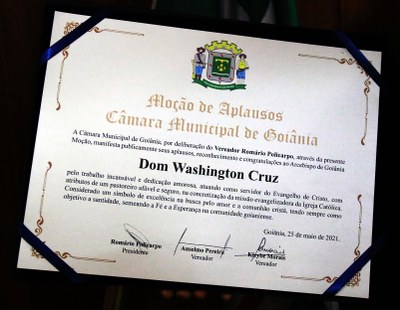 Moção de Aplausos
Câmara Municipal de Goiânia
A Câmara Municipal de Goiânia, por deliberação do Vereador Romário Policarpo, através da presente
Moção, manifesta publicamente seus aplausos, reconhecimento e congratulações ao Arcebispo de Goiânia
Dom Washington Cruz
pelo trabalho incansável e dedicação amorosa, atuando como servidor do Evangelho de Cristo, com
atributos de um pastoreiro afável e seguro, na concretização da missão evangelizadora da Igreja Católica.
Considerado um símbolo de excelência na busca pelo amor e a comunhão cristã, tendo sempre como
objetivo a santidade, semeando a Fé e a Esperança na comunidade goianiense.
Goiânia, 25 de maio de 2021.
Romário Policarpo
Presidente
Anselmo Pereira
Vereador
Kleybe Morais
Vereador